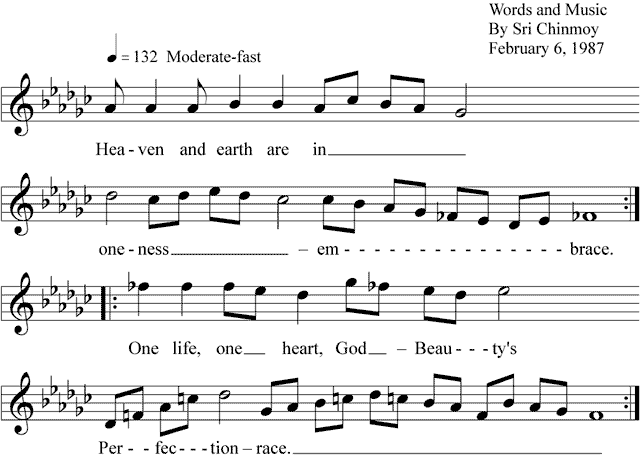 Words and Music
By Sri Chinmoy
February 6, 1987
= 132 Moderate-fast
Hea - ven and earth are in
one-ness – em - - - - - - - - - - - - - - - - brace.
One life, one heart, God – Beau - - - ty's
Per - - fec - - - tion – race.